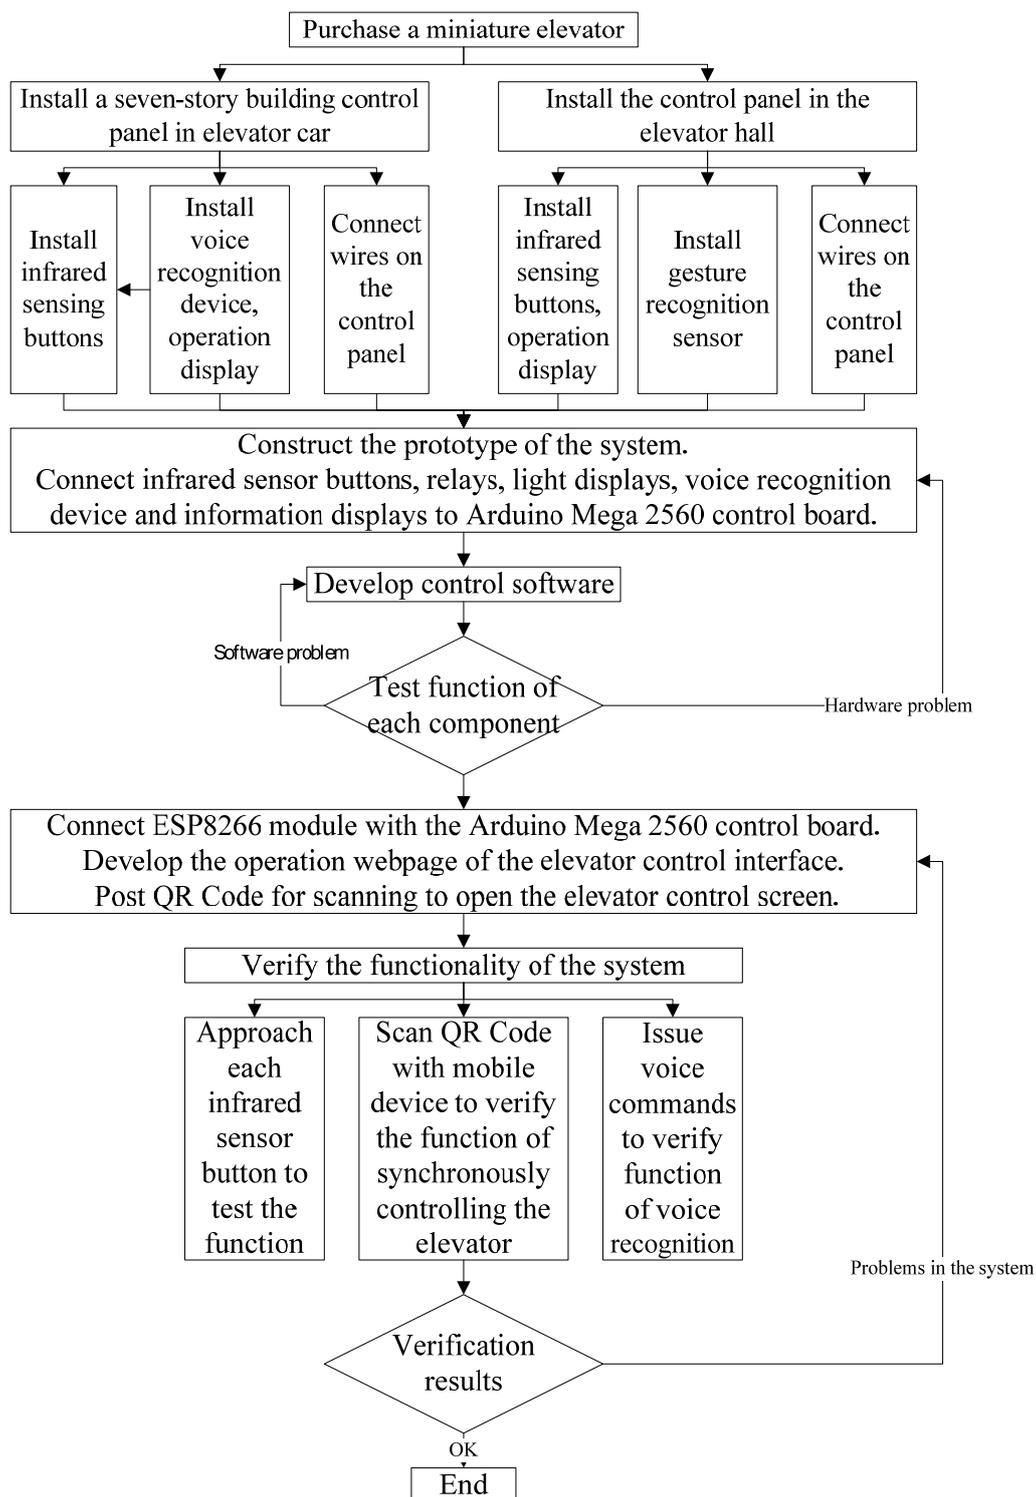 Purchase a miniature elevator
Install a seven-story building control
panel in elevator car
Install the control panel in the
elevator hall
Install
infrared
sensing
buttons
Install
voice
recognition
device,
operation
display
Connect
wires on
the
control
panel
Install
infrared
sensing
buttons,
operation
display
Install
gesture
recognition
sensor
Connect
wires on
the
control
panel
Construct the prototype of the system.
Connect infrared sensor buttons, relays, light displays, voice recognition
device and information displays to Arduino Mega 2560 control board.
Develop control software
Software problem
Test function of
each component
Hardware problem
Connect ESP8266 module with the Arduino Mega 2560 control board.
Develop the operation webpage of the elevator control interface.
Post QR Code for scanning to open the elevator control screen.
Verify the functionality of the system
Approach
each
infrared
sensor
button to
test the
function
Scan QR Code
with mobile
device to verify
the function of
synchronously
controlling the
elevator
Issue
voice
commands
to verify
function
of voice
recognition
Problems in the system
Verification
results
OK
End